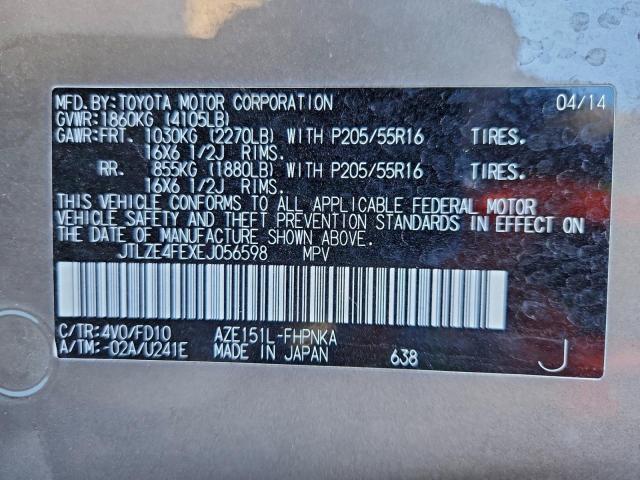 MFD.BY:TOYOTA MOTOR CORPORATION 04/14
GVWR:1860KG (4105LB)
GAWR:FRT. 1030KG (2270LB) WITH P205/55R16 TIRES.
16X6 1/2J RIMS.
RR. 855KG (1880LB) WITH P205/55R16 TIRES.
16X6 1/2J RIMS.
THIS VEHICLE CONFORMS TO ALL APPLICABLE FEDERAL MOTOR
VEHICLE SAFETY AND THEFT PREVENTION STANDARDS IN EFFECT ON
THE DATE OF MANUFACTURE SHOWN ABOVE.
JTLZE4FEXEJ056598 MPV
C/TR:4V0/FD10 AZE151L-FHPNKA
A/TM:-02A/U241E MADE IN JAPAN 638 J